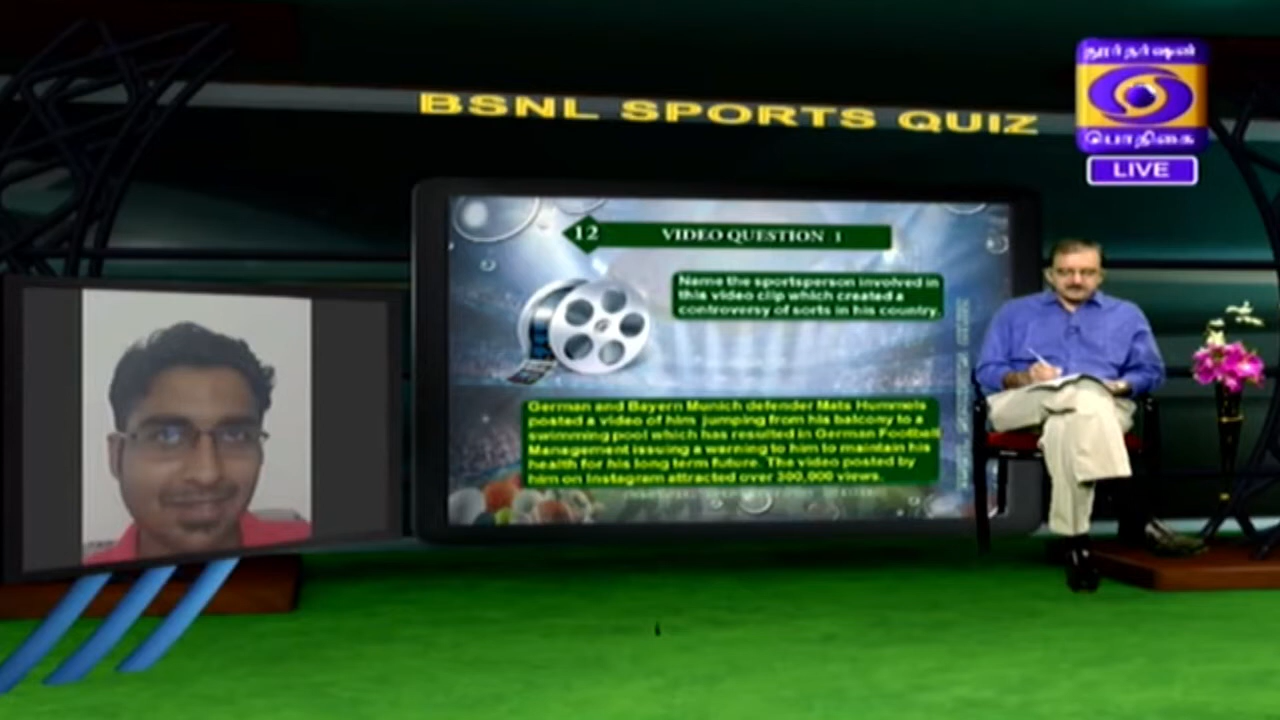 BSNL SPORTS QUIZ
தூர்தர்ஷன்
பொதிகை
LIVE
12 VIDEO QUESTION 1
Name the sportsperson involved in
this video clip which created a
controversy of sorts in his country.
German and Bayern Munich defender Mats Hummels
posted a video of him jumping from his balcony to a
swimming pool which has resulted in German Football
Management issuing a warning to him to maintain his
health for his long term future. The video posted by
him on Instagram attracted over 300,000 views.